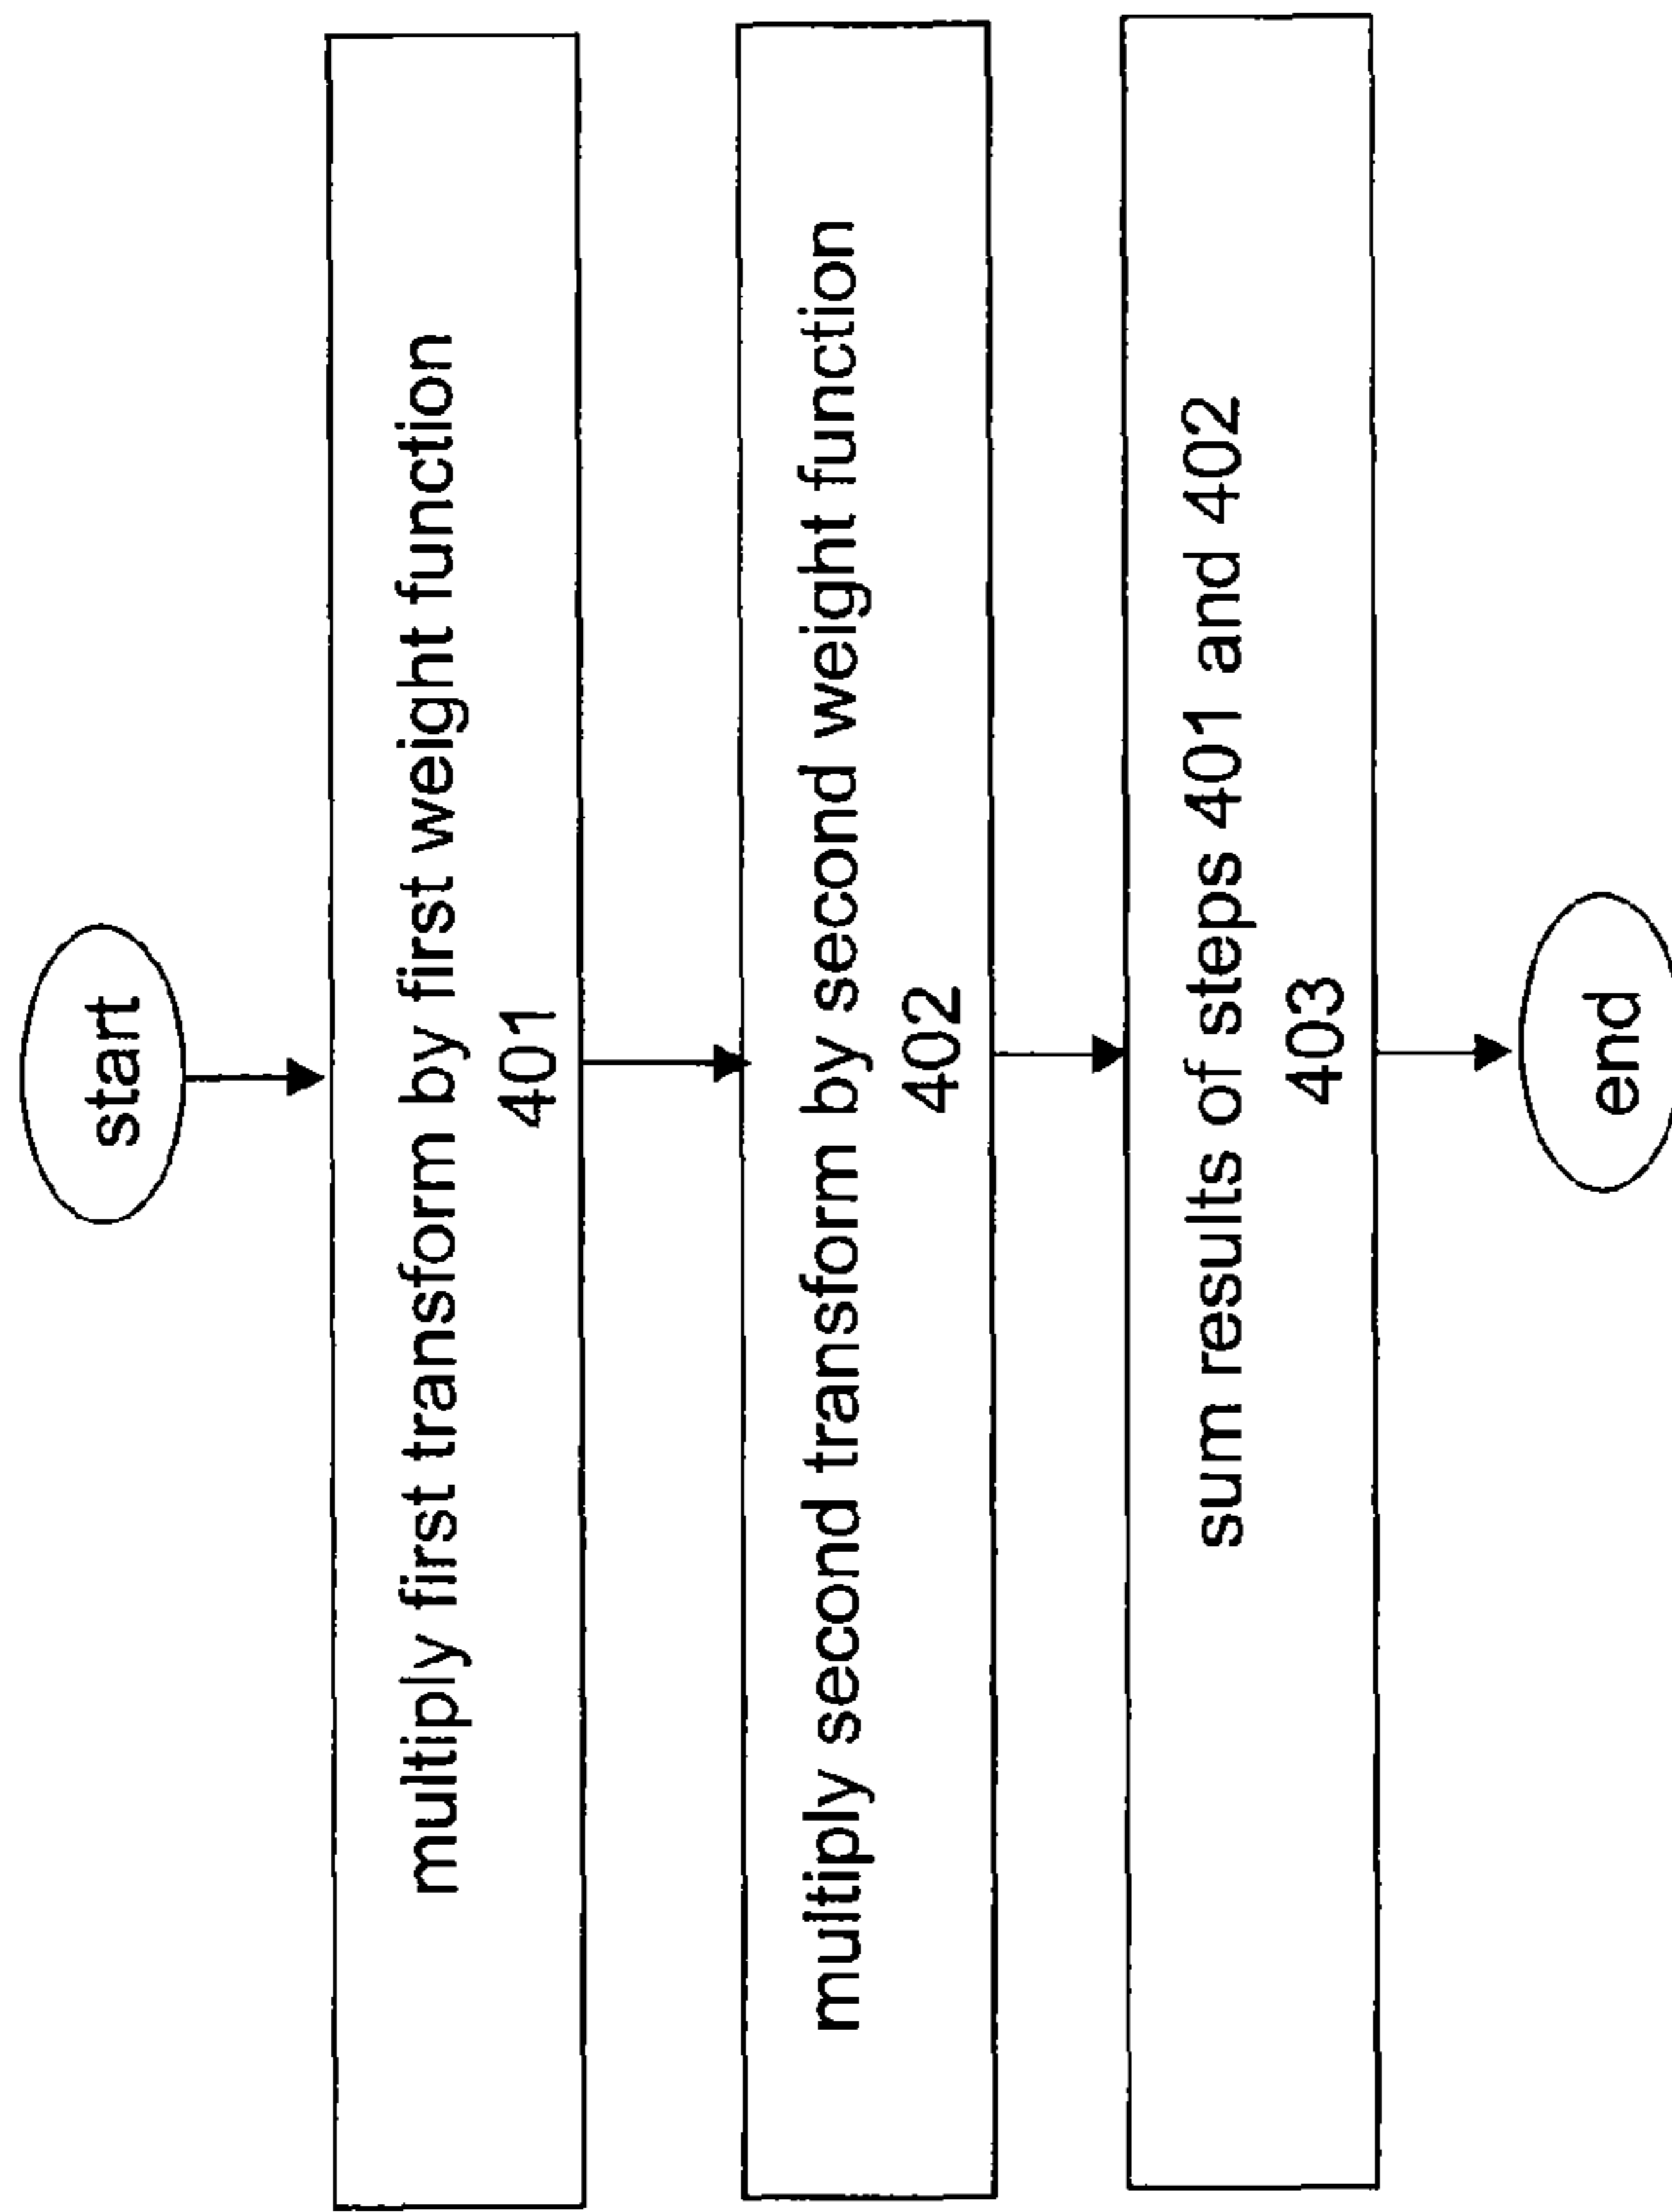 start
multiply first transform by first weight function
401
multiply second transform by second weight function
402
sum results of steps 401 and 402
403
end